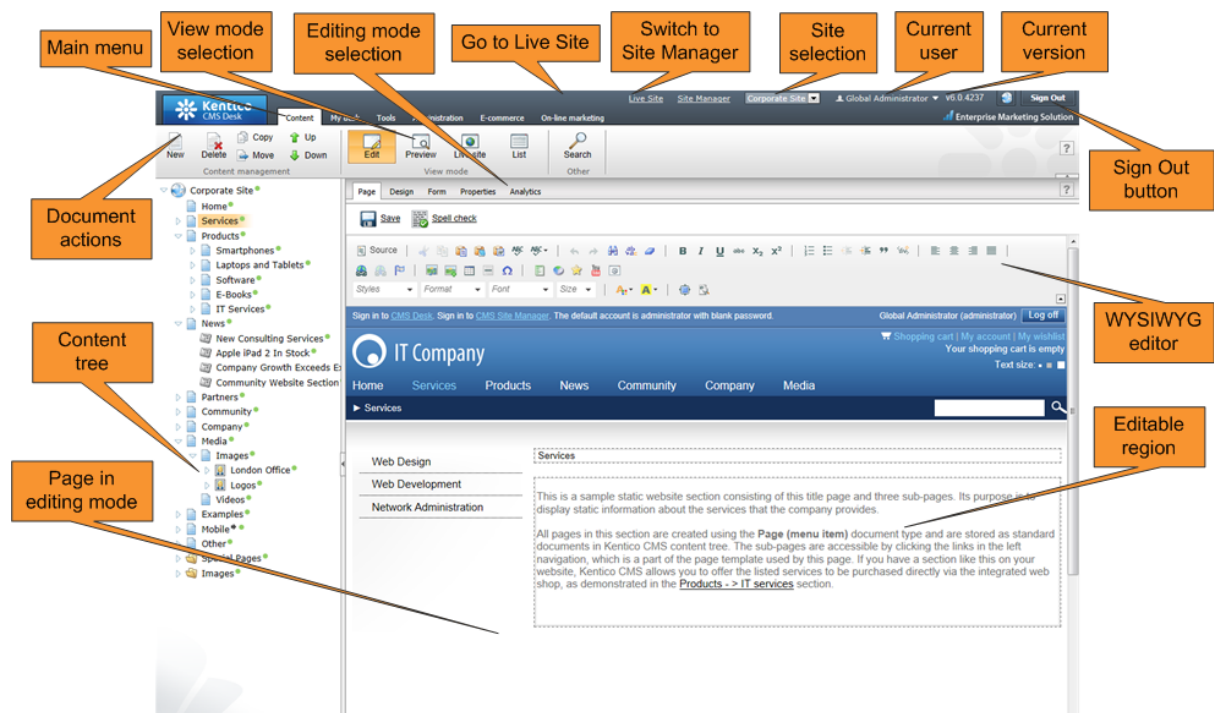 Main menu
View mode
selection
Editing mode
selection
Go to Live Site
Switch to
Site Manager
Site
selection
Current
user
Current
version
Kentico
CMS Desk
Live Site Site Manager Corporate Site Global Administrator v6.0.4237 Sign Out
Content Tools Administration E-commerce On-line marketing
Enterprise Marketing Solution
New Delete Copy Move Up Down
Content management
Edit Preview Live site List
View mode
Search
Other
?
Sign Out
button
Document
actions
Content
tree
Page in
editing mode
WYSIWYG
editor
Editable
region
Corporate Site
Home
Services
Products
Smartphones
Laptops and Tablets
Software
E-Books
IT Services
News
New Consulting Services
Apple iPad 2 In Stock
Company Growth Exceeds E
Community Website Section
Partners
Community
Company
Media
Images
London Office
Logos
Videos
Examples
Mobile
Other
Special Pages
Images
Page Design Form Properties Analytics
?
Save Spell check
Source B I U abc X₂ X²
Styles Format Font Size A A
Sign in to CMS Desk. Sign in to CMS Site Manager. The default account is administrator with blank password.
Global Administrator (administrator) Log off
IT Company
Shopping cart | My account | My wishlist
Your shopping cart is empty
Text size:
Home Services Products News Community Company Media
Services
Web Design
Web Development
Network Administration
Services
This is a sample static website section consisting of this title page and three sub-pages. Its purpose is to
display static information about the services that the company provides.
All pages in this section are created using the Page (menu item) document type and are stored as standard
documents in Kentico CMS content tree. The sub-pages are accessible by clicking the links in the left
navigation, which is a part of the page template used by this page. If you have a section like this on your
website, Kentico CMS allows you to offer the listed services to be purchased directly via the integrated web
shop, as demonstrated in the Products - > IT services section.